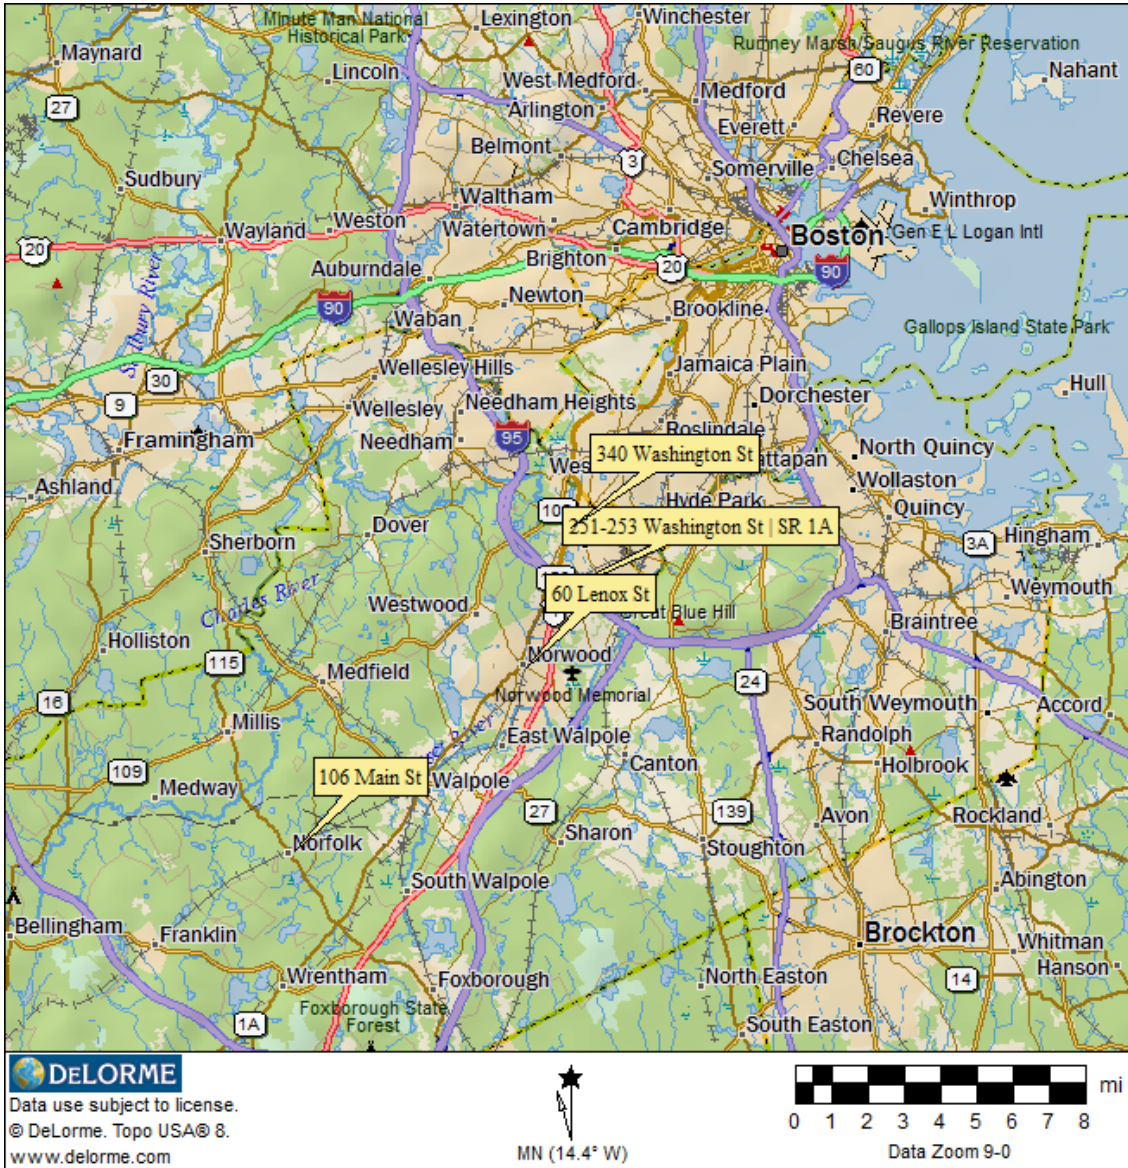 Minute Man National
Historical Park
Lexington
Winchester
Rumney Marsh/Saugus River Reservation
Maynard
Lincoln
West Medford
60
Nahant
27
Arlington
Medford
Revere
Everett
Belmont
3
Somerville
Chelsea
Sudbury
Waltham
Winthrop
Wayland
Weston
Watertown
Cambridge
Boston
Gen E L Logan Intl
20
Brighton
20
90
Auburndale
Sudbury River
90
Newton
Brookline
Waban
Gallops Island State Park
Wellesley Hills
Jamaica Plain
30
Hull
9
Wellesley
Needham Heights
Dorchester
Framingham
Needham
95
Roslindale
340 Washington St
North Quincy
Wes
attapan
Ashland
Wollaston
Hyde Park
Quincy
Dover
251-253 Washington St | SR 1A
Sherborn
3A
Hingham
60 Lenox St
Weymouth
Charles River
Westwood
Great Blue Hill
Braintree
Holliston
115
Norwood
Medfield
24
16
Norwood Memorial
South Weymouth
Accord
Millis
East Walpole
Randolph
109
106 Main St
Walpole
Canton
Holbrook
Medway
27
139
Avon
Rockland
Norfolk
Sharon
Stoughton
South Walpole
Abington
Bellingham
Franklin
Brockton
Whitman
Hanson
Wrentham
Foxborough
North Easton
14
Foxborough State
Forest
1A
South Easton
DELORME
Data use subject to license.
© DeLorme. Topo USA® 8.
www.delorme.com
MN (14.4° W)
mi
0 1 2 3 4 5 6 7 8
Data Zoom 9-0